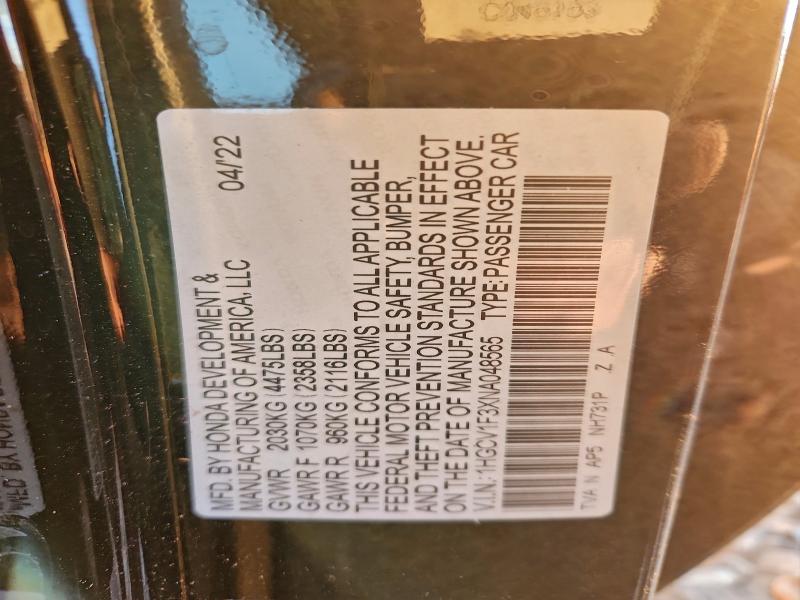 MFD. BY HONDA DEVELOPMENT &
MANUFACTURING OF AMERICA, LLC 04/'22
GVWR 2030KG (4475LBS)
GAWR F 1070KG (2358LBS)
GAWR R 960KG (2116LBS)
THIS VEHICLE CONFORMS TO ALL APPLICABLE
FEDERAL MOTOR VEHICLE SAFETY, BUMPER,
AND THEFT PREVENTION STANDARDS IN EFFECT
ON THE DATE OF MANUFACTURE SHOWN ABOVE.
V.I.N.: 1HGCV1F3XNA048565 TYPE:PASSENGER CAR
TVA N AP5 NH731P Z A